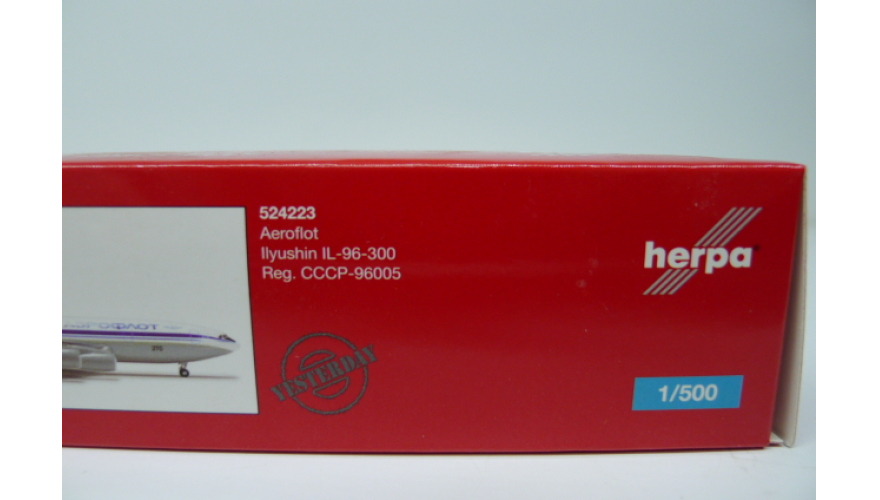 524223
Aeroflot
Ilyushin IL-96-300
Reg. CCCP-96005
herpa®
YESTERDAY
1/500